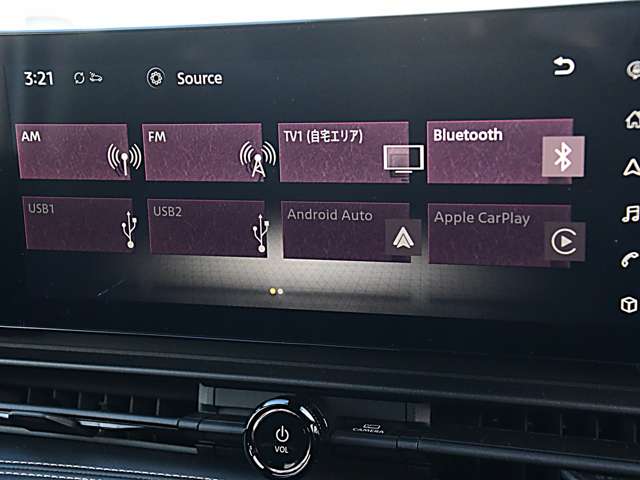 3:21 Source
AM FM TV1 (自宅エリア) Bluetooth
USB1 USB2 Android Auto Apple CarPlay
VOL CAMERA